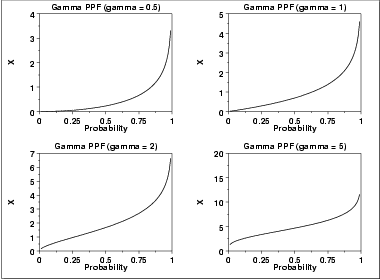 Gamma PPF (gamma = 0.5)
4
3
2
1
0
X
0 0.25 0.5 0.75 1
Probability
Gamma PPF (gamma = 1)
5
4
3
2
1
0
X
0 0.25 0.5 0.75 1
Probability
Gamma PPF (gamma = 2)
7
6
5
4
3
2
1
0
X
0 0.25 0.5 0.75 1
Probability
Gamma PPF (gamma = 5)
20
15
10
5
0
X
0 0.25 0.5 0.75 1
Probability